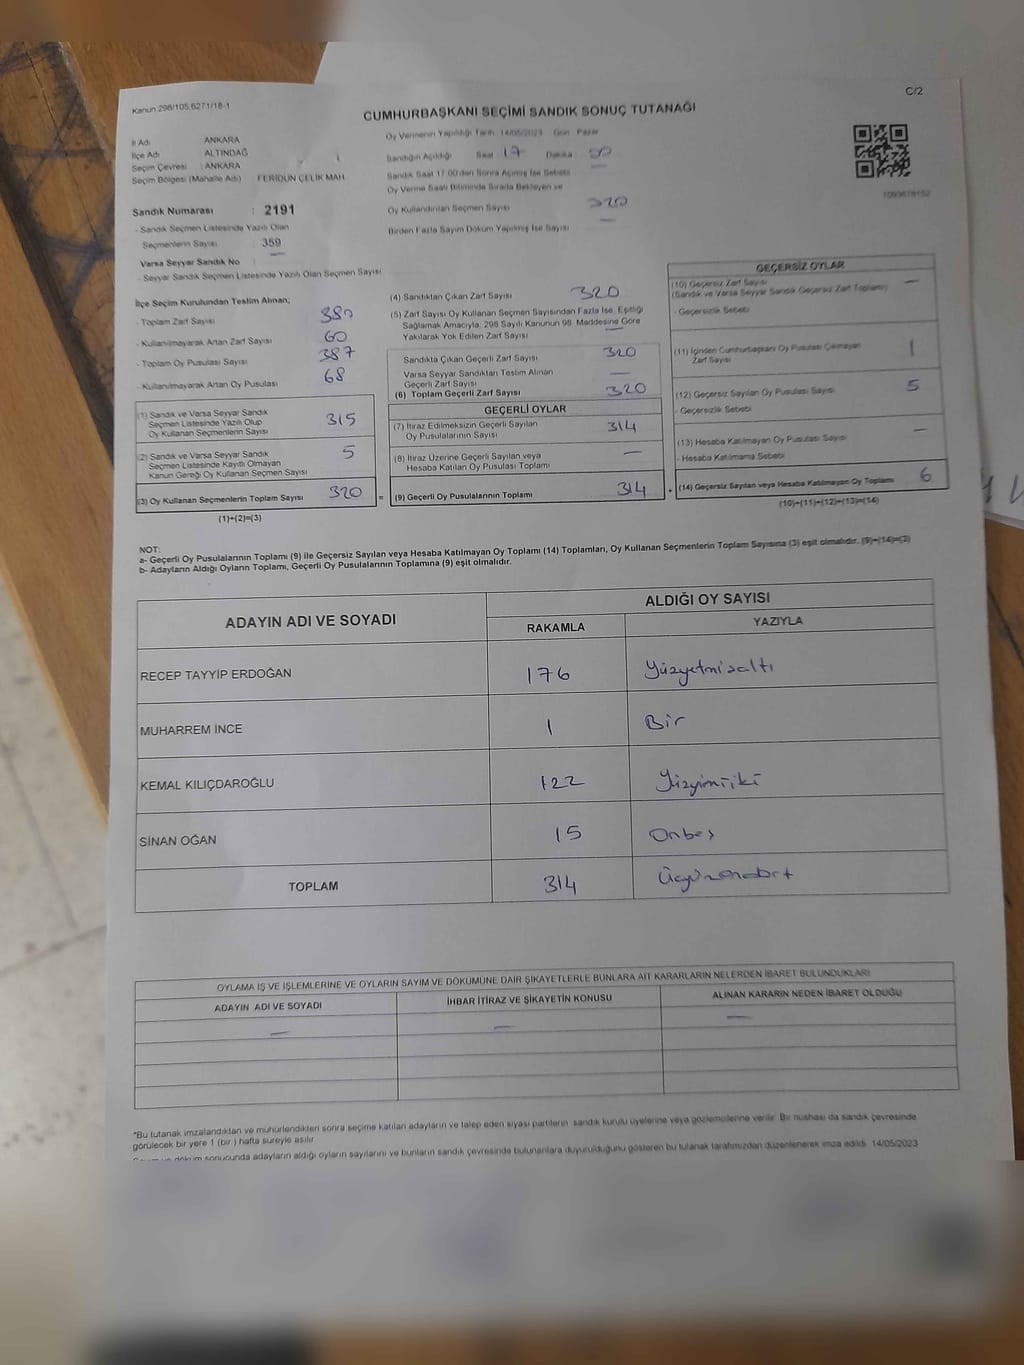 Kanun 298/105,6271/18-1
C/2
CUMHURBAŞKANI SEÇİMİ SANDIK SONUÇ TUTANAĞI
İl Adı : ANKARA
İlçe Adı : ALTINDAĞ
Seçim Çevresi : ANKARA
Seçim Bölgesi (Mahalle Adı) FERİDUN ÇELİK MAH.
Sandık Numarası : 2191
- Sandık Seçmen Listesinde Yazılı Olan
Seçmenlerin Sayısı : 359
Varsa Seyyar Sandık No —
- Seyyar Sandık Seçmen Listesinde Yazılı Olan Seçmen Sayısı
Oy Vermenin Yapıldığı Tarih 14/05/2023 Gün Pazar
Sandığın Açıldığı Saat 17 Dakika
Sandık Saat 17:00'den Sonra Açılmış İse Sebebi —
Oy Verme Saati Bitiminde Sırada Bekleyen ve
Oy Kullandırılan Seçmen Sayısı 320
Birden Fazla Sayım Döküm Yapılmış İse Sayısı —
İlçe Seçim Kurulundan Teslim Alınan;
- Toplam Zarf Sayısı 380
- Kullanılmayarak Artan Zarf Sayısı 60
- Toplam Oy Pusulası Sayısı 387
- Kullanılmayarak Artan Oy Pusulası 68
(1) Sandık ve Varsa Seyyar Sandık
Seçmen Listesinde Yazılı Olup
Oy Kullanan Seçmenlerin Sayısı 315
(2) Sandık ve Varsa Seyyar Sandık
Seçmen Listesinde Kayıtlı Olmayan
Kanun Gereği Oy Kullanan Seçmen Sayısı 5
(3) Oy Kullanan Seçmenlerin Toplam Sayısı 320 =
(1)+(2)=(3)
(4) Sandıktan Çıkan Zarf Sayısı 320
(5) Zarf Sayısı Oy Kullanan Seçmen Sayısından Fazla İse, Eşitliği
Sağlamak Amacıyla, 298 Sayılı Kanunun 98. Maddesine Göre
Yakılarak Yok Edilen Zarf Sayısı —
Sandıkta Çıkan Geçerli Zarf Sayısı 320
Varsa Seyyar Sandıktan Teslim Alınan
Geçerli Zarf Sayısı —
(6) Toplam Geçerli Zarf Sayısı 320
GEÇERLİ OYLAR
(7) İtiraz Edilmeksizin Geçerli Sayılan
Oy Pusulalarının Sayısı 314
(8) İtiraz Üzerine Geçerli Sayılan veya
Hesaba Katılan Oy Pusulası Toplamı —
(9) Geçerli Oy Pusulalarının Toplamı 314 +
GEÇERSİZ OYLAR
(10) Geçersiz Zarf Sayısı —
(Sandık ve Varsa Seyyar Sandık Geçersiz Zarf Toplamı)
- Geçersizlik Sebebi
(11) İçinden Cumhurbaşkanı Oy Pusulası Çıkmayan
Zarf Sayısı 1
(12) Geçersiz Sayılan Oy Pusulası Sayısı 5
- Geçersizlik Sebebi
(13) Hesaba Katılmayan Oy Pusulası Sayısı —
- Hesaba Katılmama Sebebi
(14) Geçersiz Sayılan veya Hesaba Katılmayan Oy Toplamı 6
(10)+(11)+(12)+(13)=(14)
NOT:
a- Geçerli Oy Pusulalarının Toplamı (9) ile Geçersiz Sayılan veya Hesaba Katılmayan Oy Toplamı (14) Toplamları, Oy Kullanan Seçmenlerin Toplam Sayısına (3) eşit olmalıdır. (9)+(14)=(3)
b- Adayların Aldığı Oyların Toplamı, Geçerli Oy Pusulalarının Toplamına (9) eşit olmalıdır.
ADAYIN ADI VE SOYADI ALDIĞI OY SAYISI
RAKAMLA YAZIYLA
RECEP TAYYİP ERDOĞAN 176 Yüzyetmişaltı
MUHARREM İNCE 1 Bir
KEMAL KILIÇDAROĞLU 122 Yüzyirmiiki
SİNAN OĞAN 15 Onbeş
TOPLAM 314 Üçyüzondört
OYLAMA İŞ VE İŞLEMLERİNE VE OYLARIN SAYIM VE DÖKÜMÜNE DAİR ŞİKAYETLERLE BUNLARA AİT KARARLARIN NELERDEN İBARET BULUNDUKLARI
ADAYIN ADI VE SOYADI İHBAR İTİRAZ VE ŞİKAYETİN KONUSU ALINAN KARARIN NEDEN İBARET OLDUĞU
— — —
*Bu tutanak imzalandıktan ve mühürlendikten sonra seçime katılan adayların ve talep eden siyasi partilerin sandık kurulu üyelerine veya gözlemcilerine verilir. Bir nüshası da sandık çevresinde
görülecek bir yere 1 (bir ) hafta süreyle asılır.
Sayım ve döküm sonucunda adayların aldığı oyların sayılarını ve bunların sandık çevresinde bulunanlara duyurulduğunu gösteren bu tutanak tarafımızdan düzenlenerek imza edildi. 14/05/2023